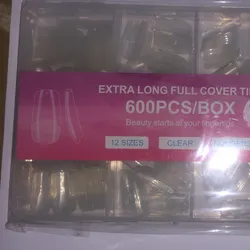 EXTRA LONG FULL COVER TI
600PCS/BOX
Beauty starts at your fingertips
12 SIZES
CLEAR